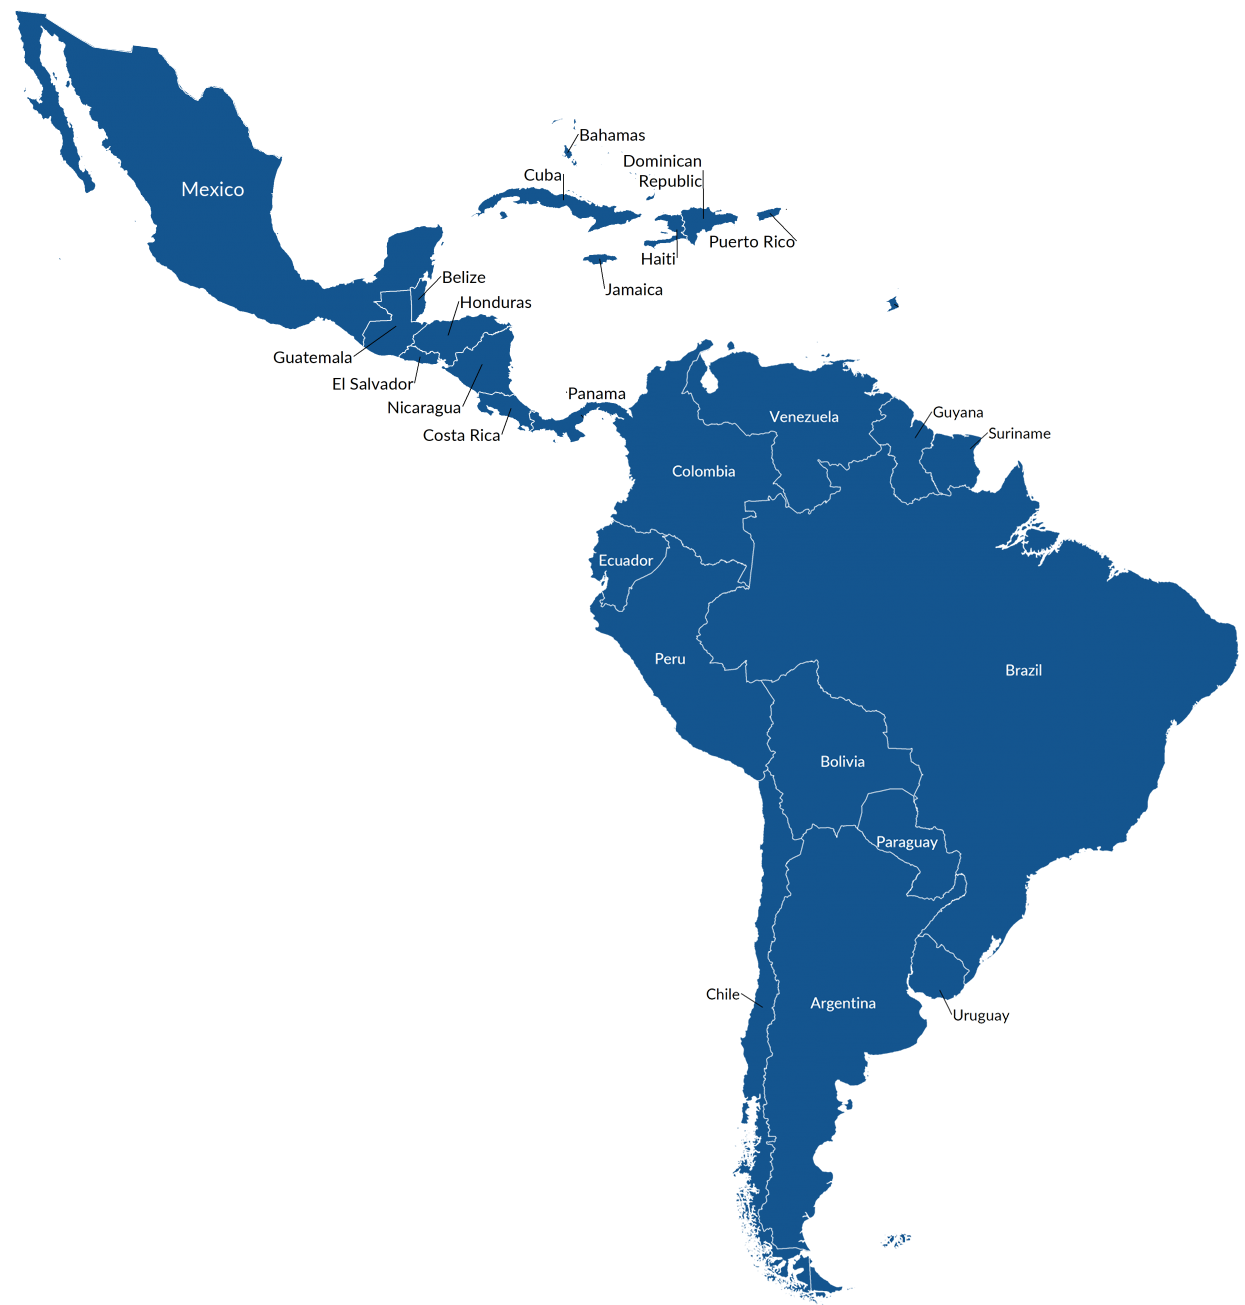 Bahamas
Dominican
Republic
Cuba
Mexico
Puerto Rico
Haiti
Belize
Jamaica
Honduras
Guatemala
El Salvador
Panama
Nicaragua
Guyana
Venezuela
Suriname
Costa Rica
Colombia
Ecuador
Peru
Brazil
Bolivia
Paraguay
Chile
Argentina
Uruguay